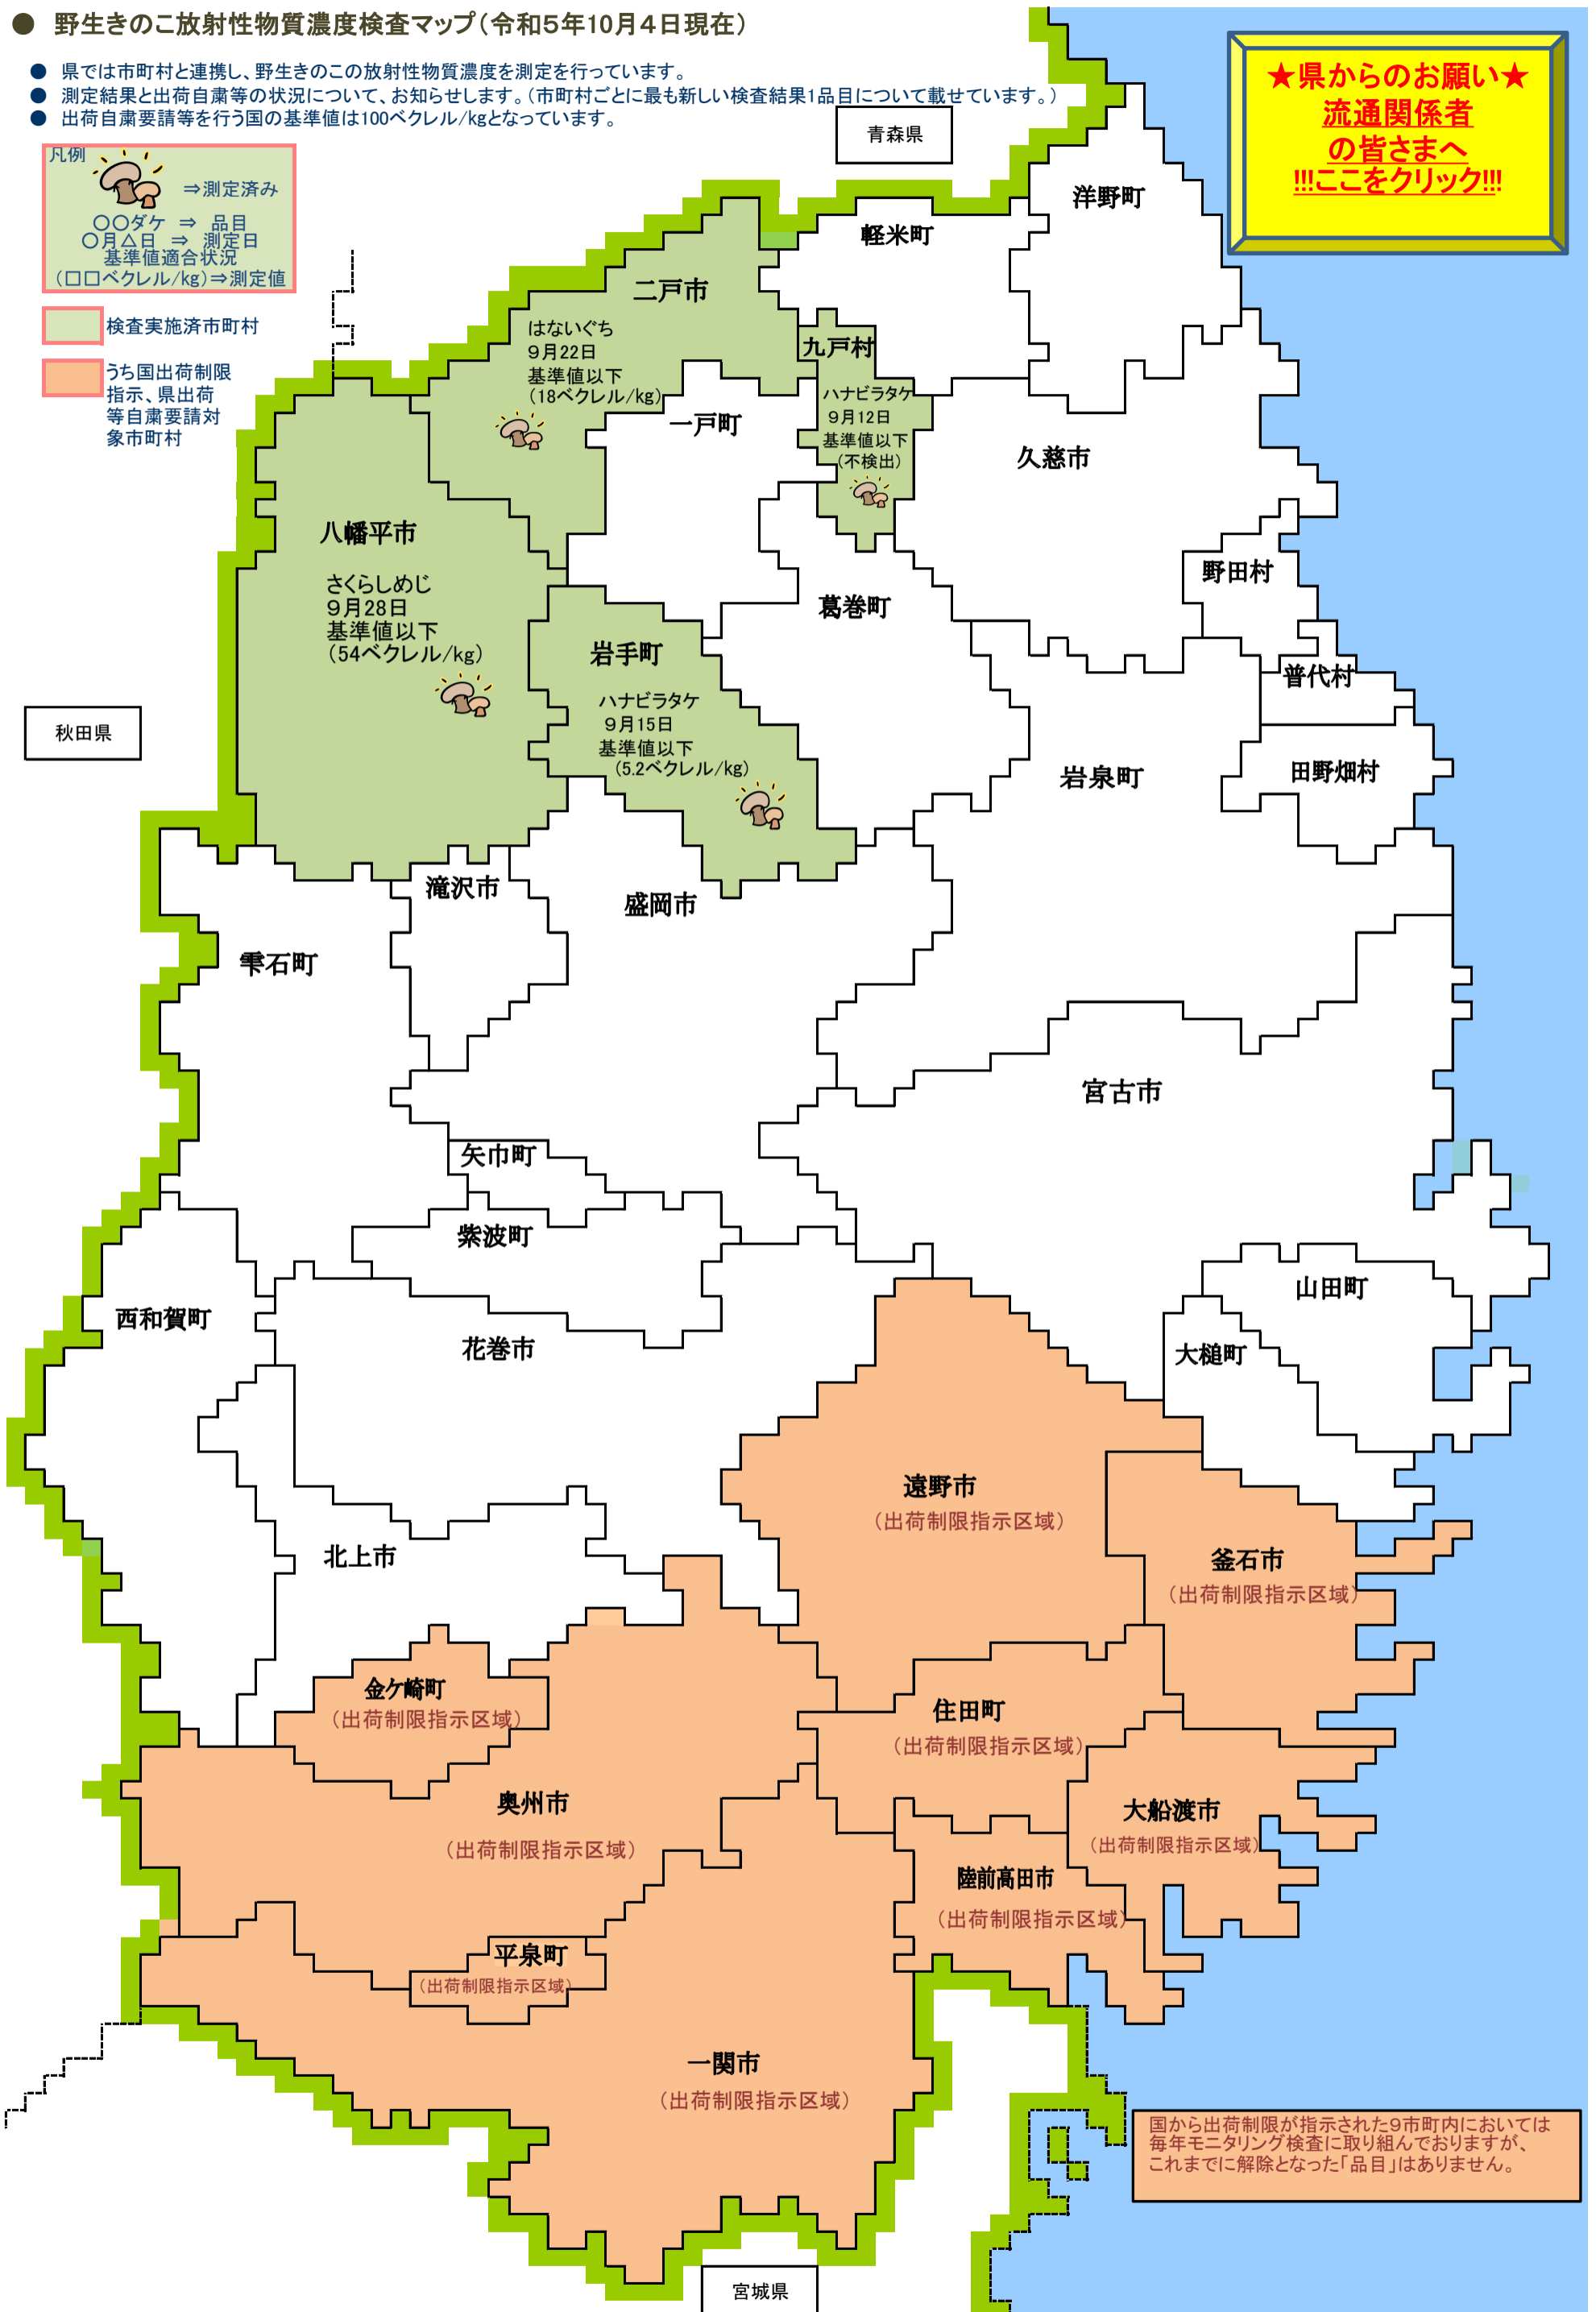 ● 野生きのこ放射性物質濃度検査マップ（令和５年10月４日現在）
● 県では市町村と連携し、野生きのこの放射性物質濃度を測定を行っています。
● 測定結果と出荷自粛等の状況について、お知らせします。（市町村ごとに最も新しい検査結果1品目について載せています。）
● 出荷自粛要請等を行う国の基準値は100ベクレル/kgとなっています。
★県からのお願い★
流通関係者
の皆さまへ
!!!ここをクリック!!!
凡例
⇒測定済み
〇〇ダケ ⇒ 品目
〇月△日 ⇒ 測定日
基準値適合状況
（□□ベクレル/kg）⇒測定値
検査実施済市町村
うち国出荷制限
指示、県出荷
等自粛要請対
象市町村
青森県
洋野町
軽米町
二戸市
はないぐち
９月22日
基準値以下
（18ベクレル/kg）
九戸村
ハナビラタケ
９月12日
基準値以下
（不検出）
一戸町
久慈市
八幡平市
さくらしめじ
９月28日
基準値以下
（54ベクレル/kg）
野田村
葛巻町
岩手町
ハナビラタケ
９月15日
基準値以下
（5.2ベクレル/kg）
普代村
秋田県
岩泉町
田野畑村
滝沢市
盛岡市
雫石町
宮古市
矢巾町
紫波町
山田町
西和賀町
花巻市
大槌町
遠野市
（出荷制限指示区域）
北上市
釜石市
（出荷制限指示区域）
金ケ崎町
（出荷制限指示区域）
住田町
（出荷制限指示区域）
奥州市
（出荷制限指示区域）
大船渡市
（出荷制限指示区域）
陸前高田市
（出荷制限指示区域）
平泉町
（出荷制限指示区域）
一関市
（出荷制限指示区域）
国から出荷制限が指示された９市町内においては
毎年モニタリング検査に取り組んでおりますが、
これまでに解除となった「品目」はありません。
宮城県